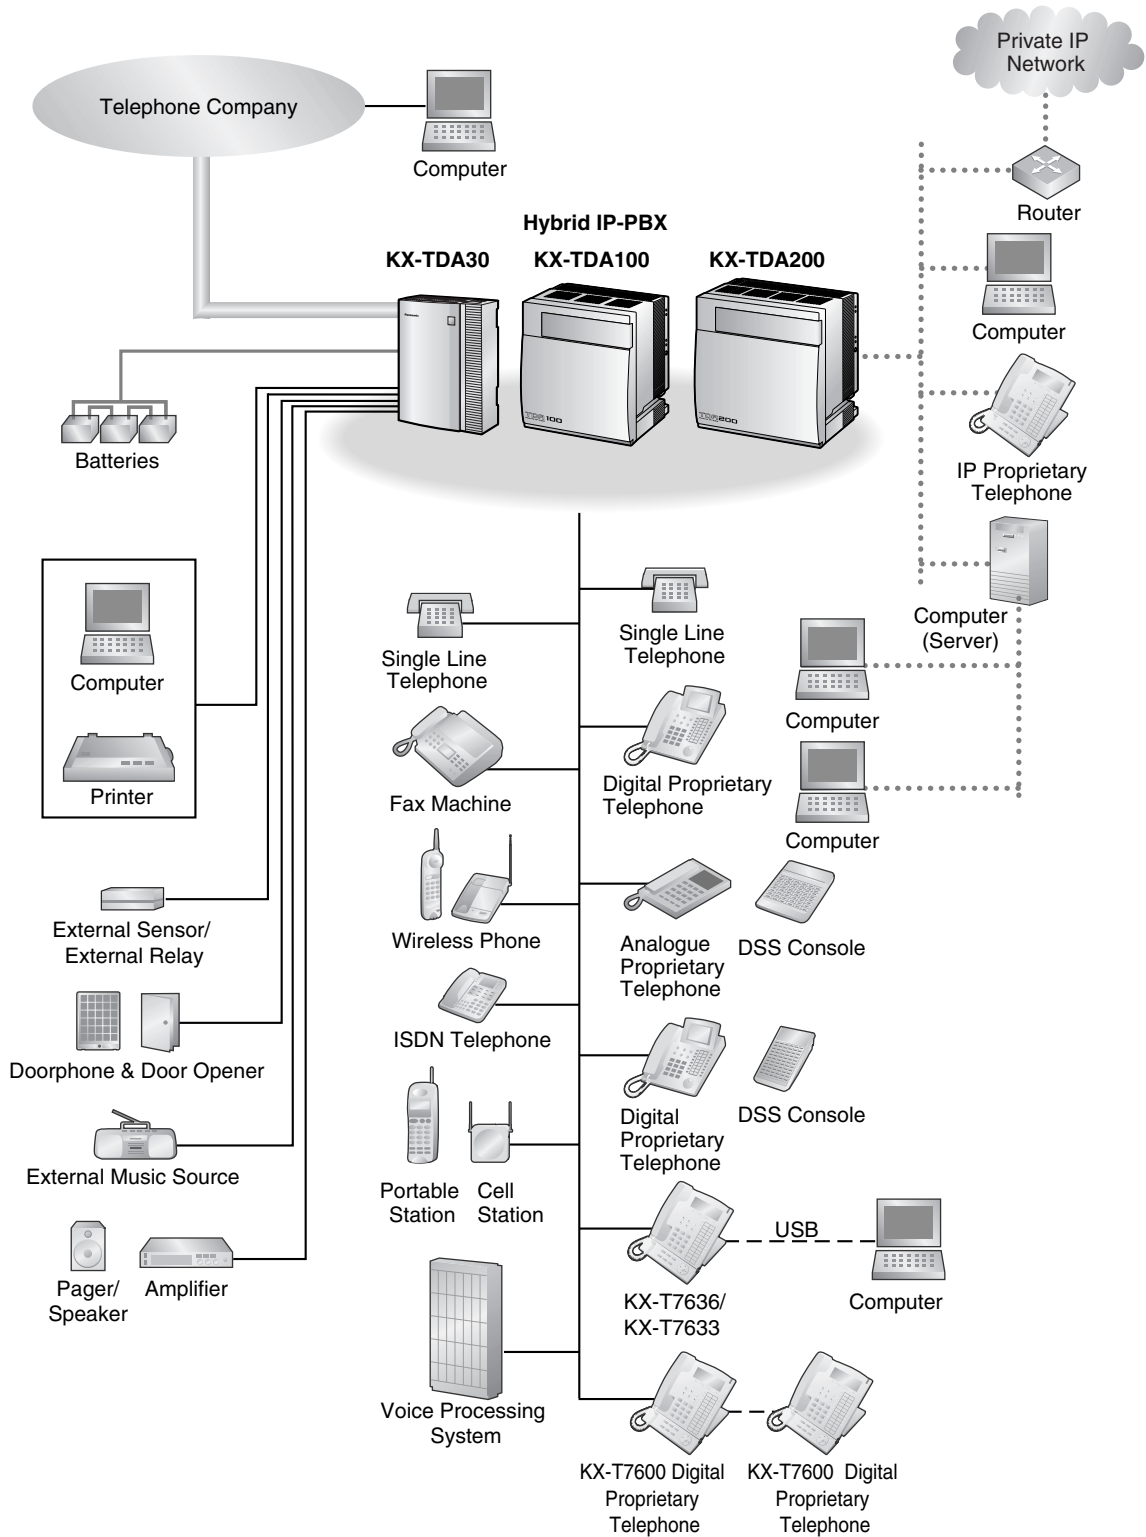 Private IP
Network
Telephone Company
Computer
Router
Hybrid IP-PBX
KX-TDA30
KX-TDA100
KX-TDA200
Computer
TDA100
TDA200
Batteries
IP Proprietary
Telephone
Computer
(Server)
Computer
Printer
Single Line
Telephone
Single Line
Telephone
Computer
Fax Machine
Digital Proprietary
Telephone
Computer
External Sensor/
External Relay
Wireless Phone
Analogue
Proprietary
Telephone
DSS Console
Doorphone & Door Opener
ISDN Telephone
Digital
Proprietary
Telephone
DSS Console
External Music Source
Portable
Station
Cell
Station
USB
Pager/
Speaker
Amplifier
KX-T7636/
KX-T7633
Computer
Voice Processing
System
KX-T7600 Digital
Proprietary
Telephone
KX-T7600 Digital
Proprietary
Telephone